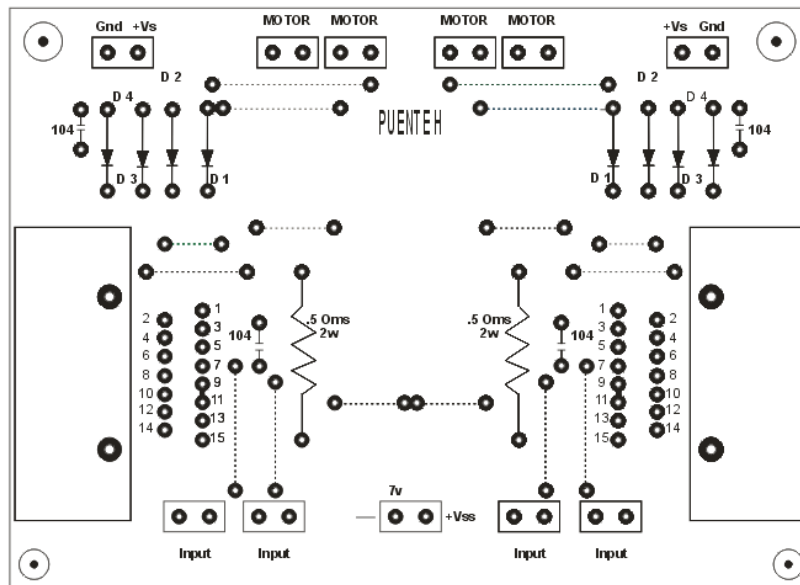 MOTOR MOTOR MOTOR MOTOR
Gnd +Vs +Vs Gnd
D 2 D 2
D 4 D 4
104 PUENTE H 104
D 3 D 1 D 1 D 3
1 1
2 .5 Oms .5 Oms 2
3 104 2w 2w 104 3
4 4
5 5
6 6
7 7
8 8
9 9
10 10
11 11
12 12
13 13
14 14
15 15
7v
— +Vss
Input Input Input Input